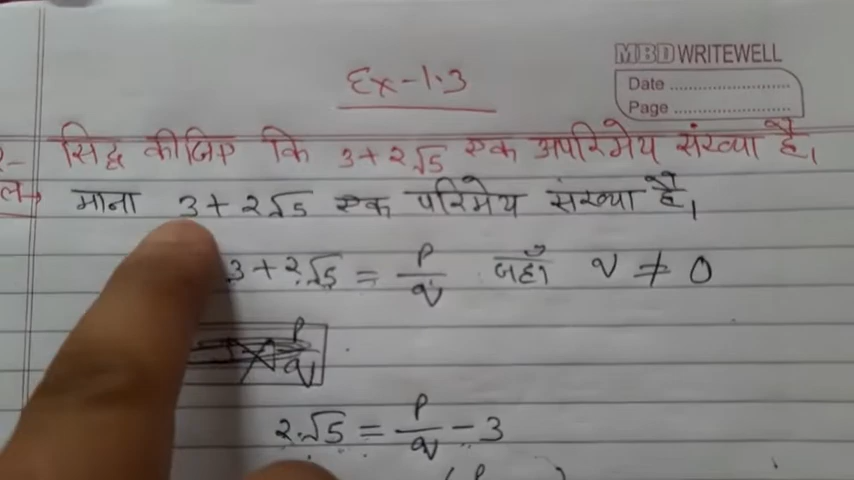 Ex-1.3
MBD WRITEWELL
Date
Page
सिद्ध कीजिए कि 3+2√5 एक अपरिमेय संख्या है।
माना 3+2√5 एक परिमेय संख्या है।
3+2√5 = p/q जहाँ q ≠ 0
2.√5 = p/q - 3